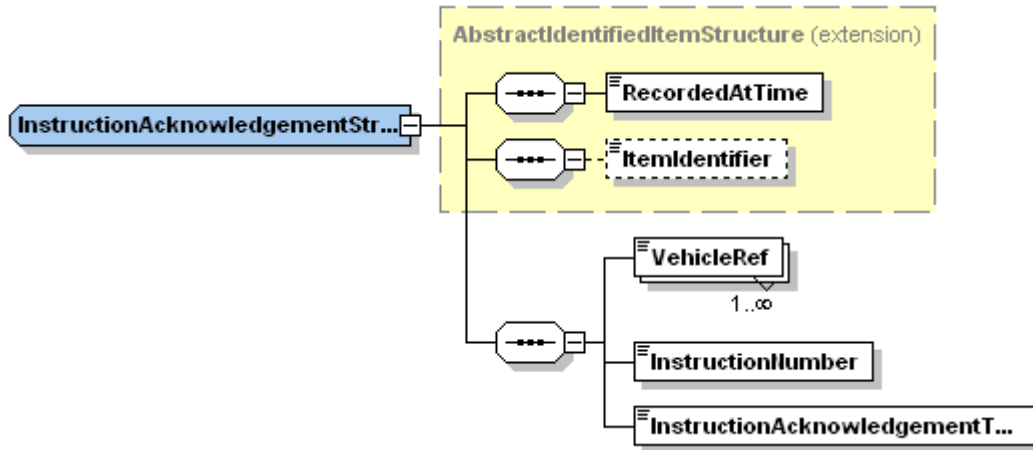 AbstractIdentifiedItemStructure (extension)
RecordedAtTime
InstructionAcknowledgementStr...
ItemIdentifier
VehicleRef
1..∞
InstructionNumber
InstructionAcknowledgementT...